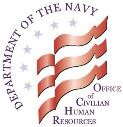 DEPARTMENT OF THE NAVY
OFFICE
OF
CIVILIAN
HUMAN
RESOURCES